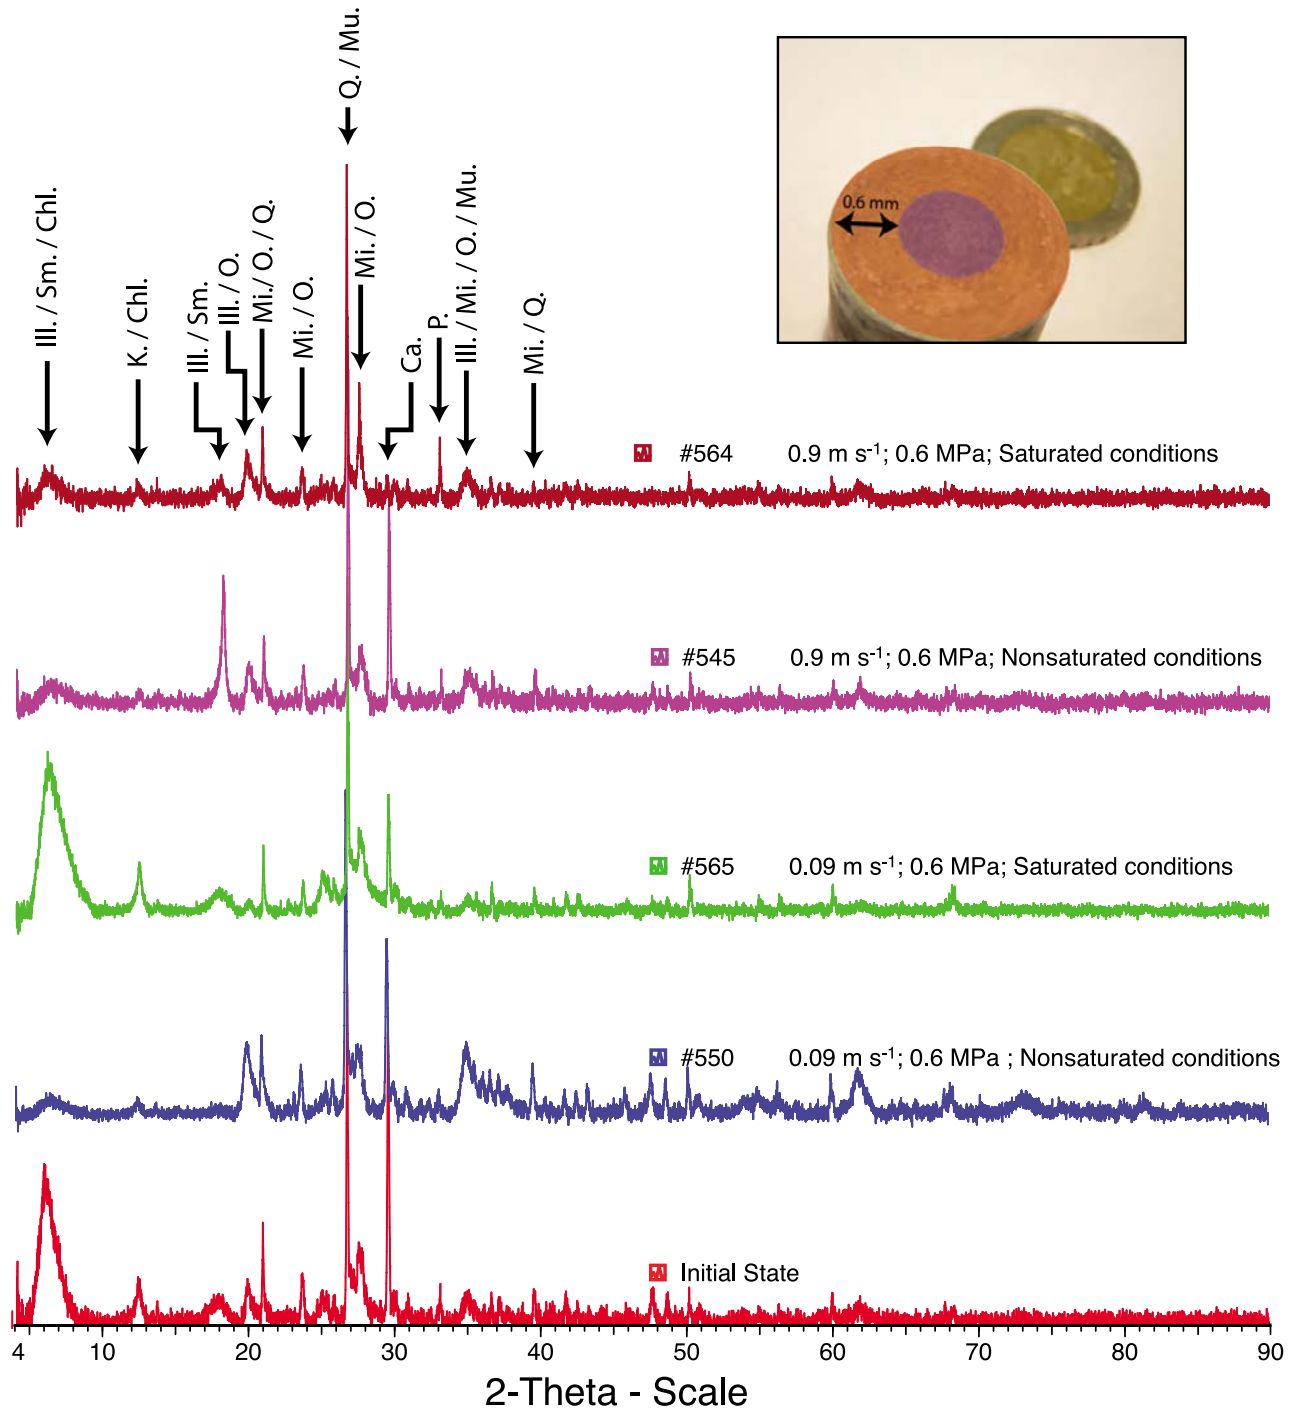 Ill. / Sm. / Chl.
K. / Chl.
Ill. / Sm.
Ill. / O.
Mi./ O. / Q.
Mi. / O.
Q. / Mu.
Mi. / O.
Ca.
P.
Ill. / Mi. / O. / Mu.
Mi. / Q.
0.6 mm
#564 0.9 m s⁻¹; 0.6 MPa; Saturated conditions
#545 0.9 m s⁻¹; 0.6 MPa; Nonsaturated conditions
#565 0.09 m s⁻¹; 0.6 MPa; Saturated conditions
#550 0.09 m s⁻¹; 0.6 MPa ; Nonsaturated conditions
Initial State
4 10 20 30 40 50 60 70 80 90
2-Theta - Scale